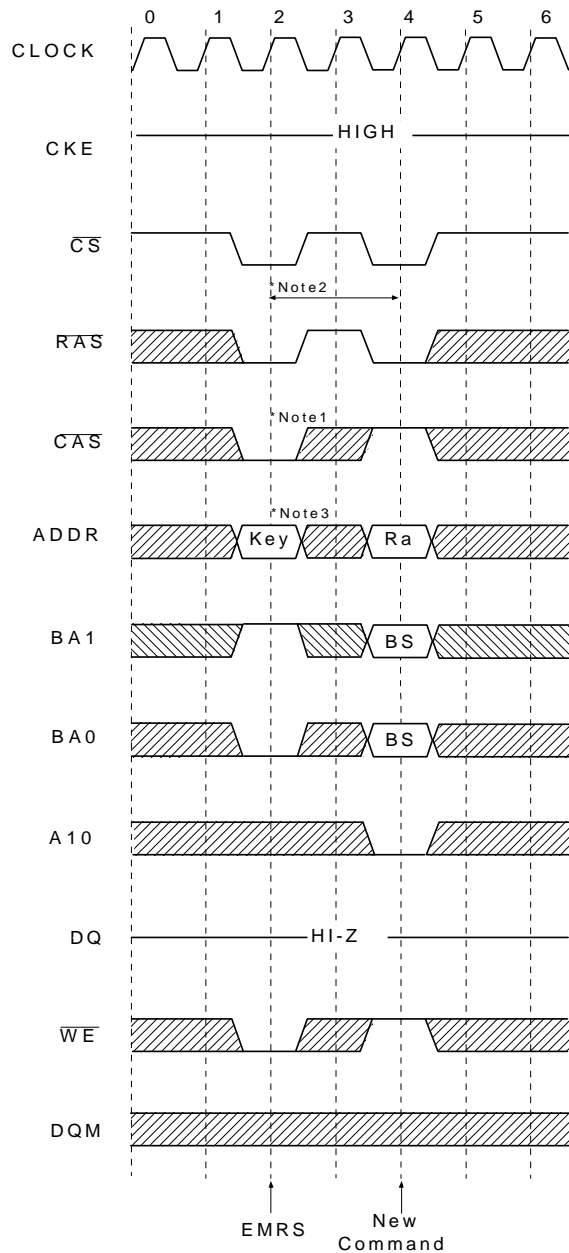 0 1 2 3 4 5 6
CLOCK
HIGH
CKE
CS
*Note2
RAS
*Note1
CAS
*Note3
ADDR Key Ra
BA1 BS
BA0 BS
A10
DQ HI-Z
WE
DQM
EMRS New
Command